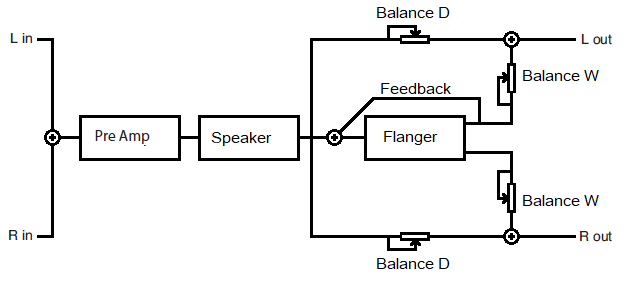 Balance D
L in
L out
Balance W
Feedback
Pre Amp
Speaker
Flanger
Balance W
R in
R out
Balance D